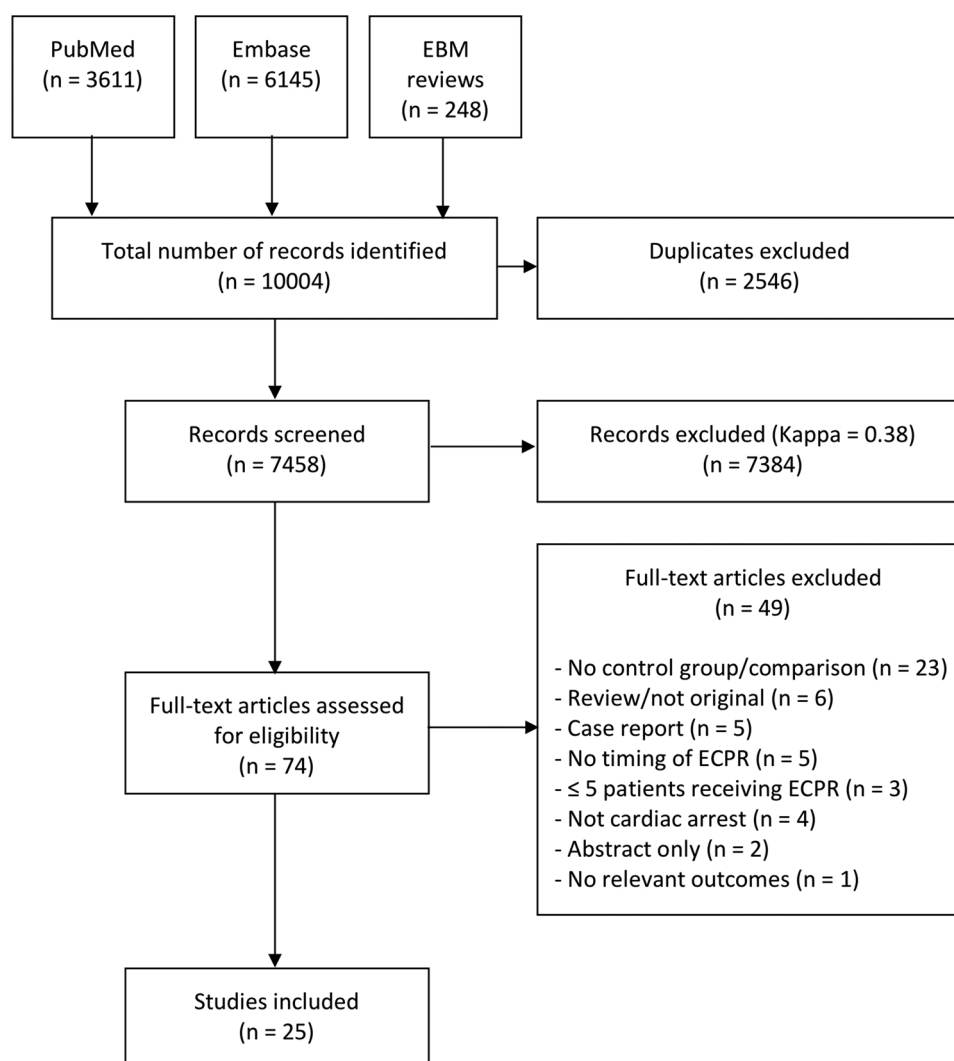 PubMed
(n = 3611)
Embase
(n = 6145)
EBM
reviews
(n = 248)
Total number of records identified
(n = 10004)
Duplicates excluded
(n = 2546)
Records screened
(n = 7458)
Records excluded (Kappa = 0.38)
(n = 7384)
Full-text articles assessed
for eligibility
(n = 74)
Full-text articles excluded
(n = 49)
- No control group/comparison (n = 23)
- Review/not original (n = 6)
- Case report (n = 5)
- No timing of ECPR (n = 5)
- ≤ 5 patients receiving ECPR (n = 3)
- Not cardiac arrest (n = 4)
- Abstract only (n = 2)
- No relevant outcomes (n = 1)
Studies included
(n = 25)